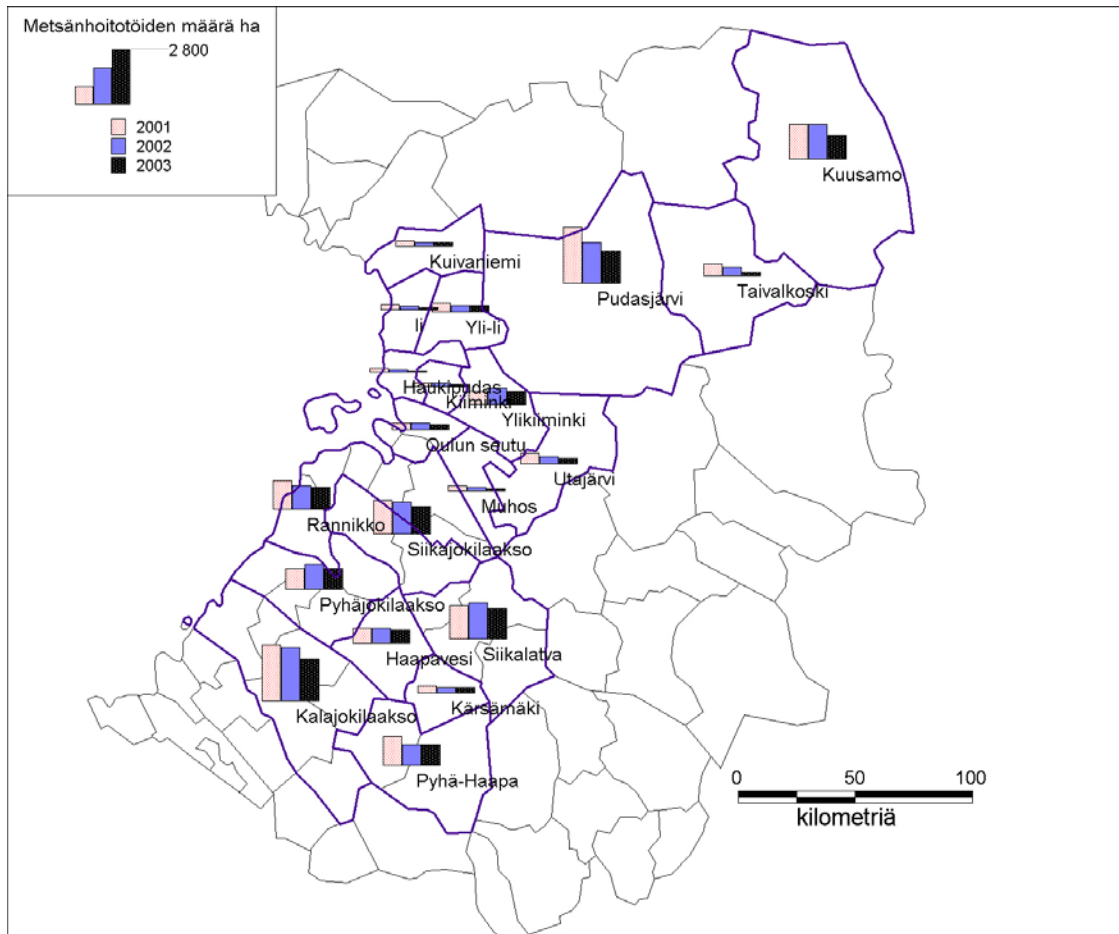 Metsänhoitotöiden määrä ha
2 800
2001
2002
2003
Kuusamo
Kuivaniemi
Pudasjärvi
Taivalkoski
Ii
Yli-Ii
Haukipudas
Kiiminki
Ylikiiminki
Oulun seutu
Utajärvi
Muhos
Rannikko
Siikajokilaakso
Pyhäjokilaakso
Haapavesi
Siikalatva
Kärsämäki
Kalajokilaakso
Pyhä-Haapa
0 50 100
kilometriä